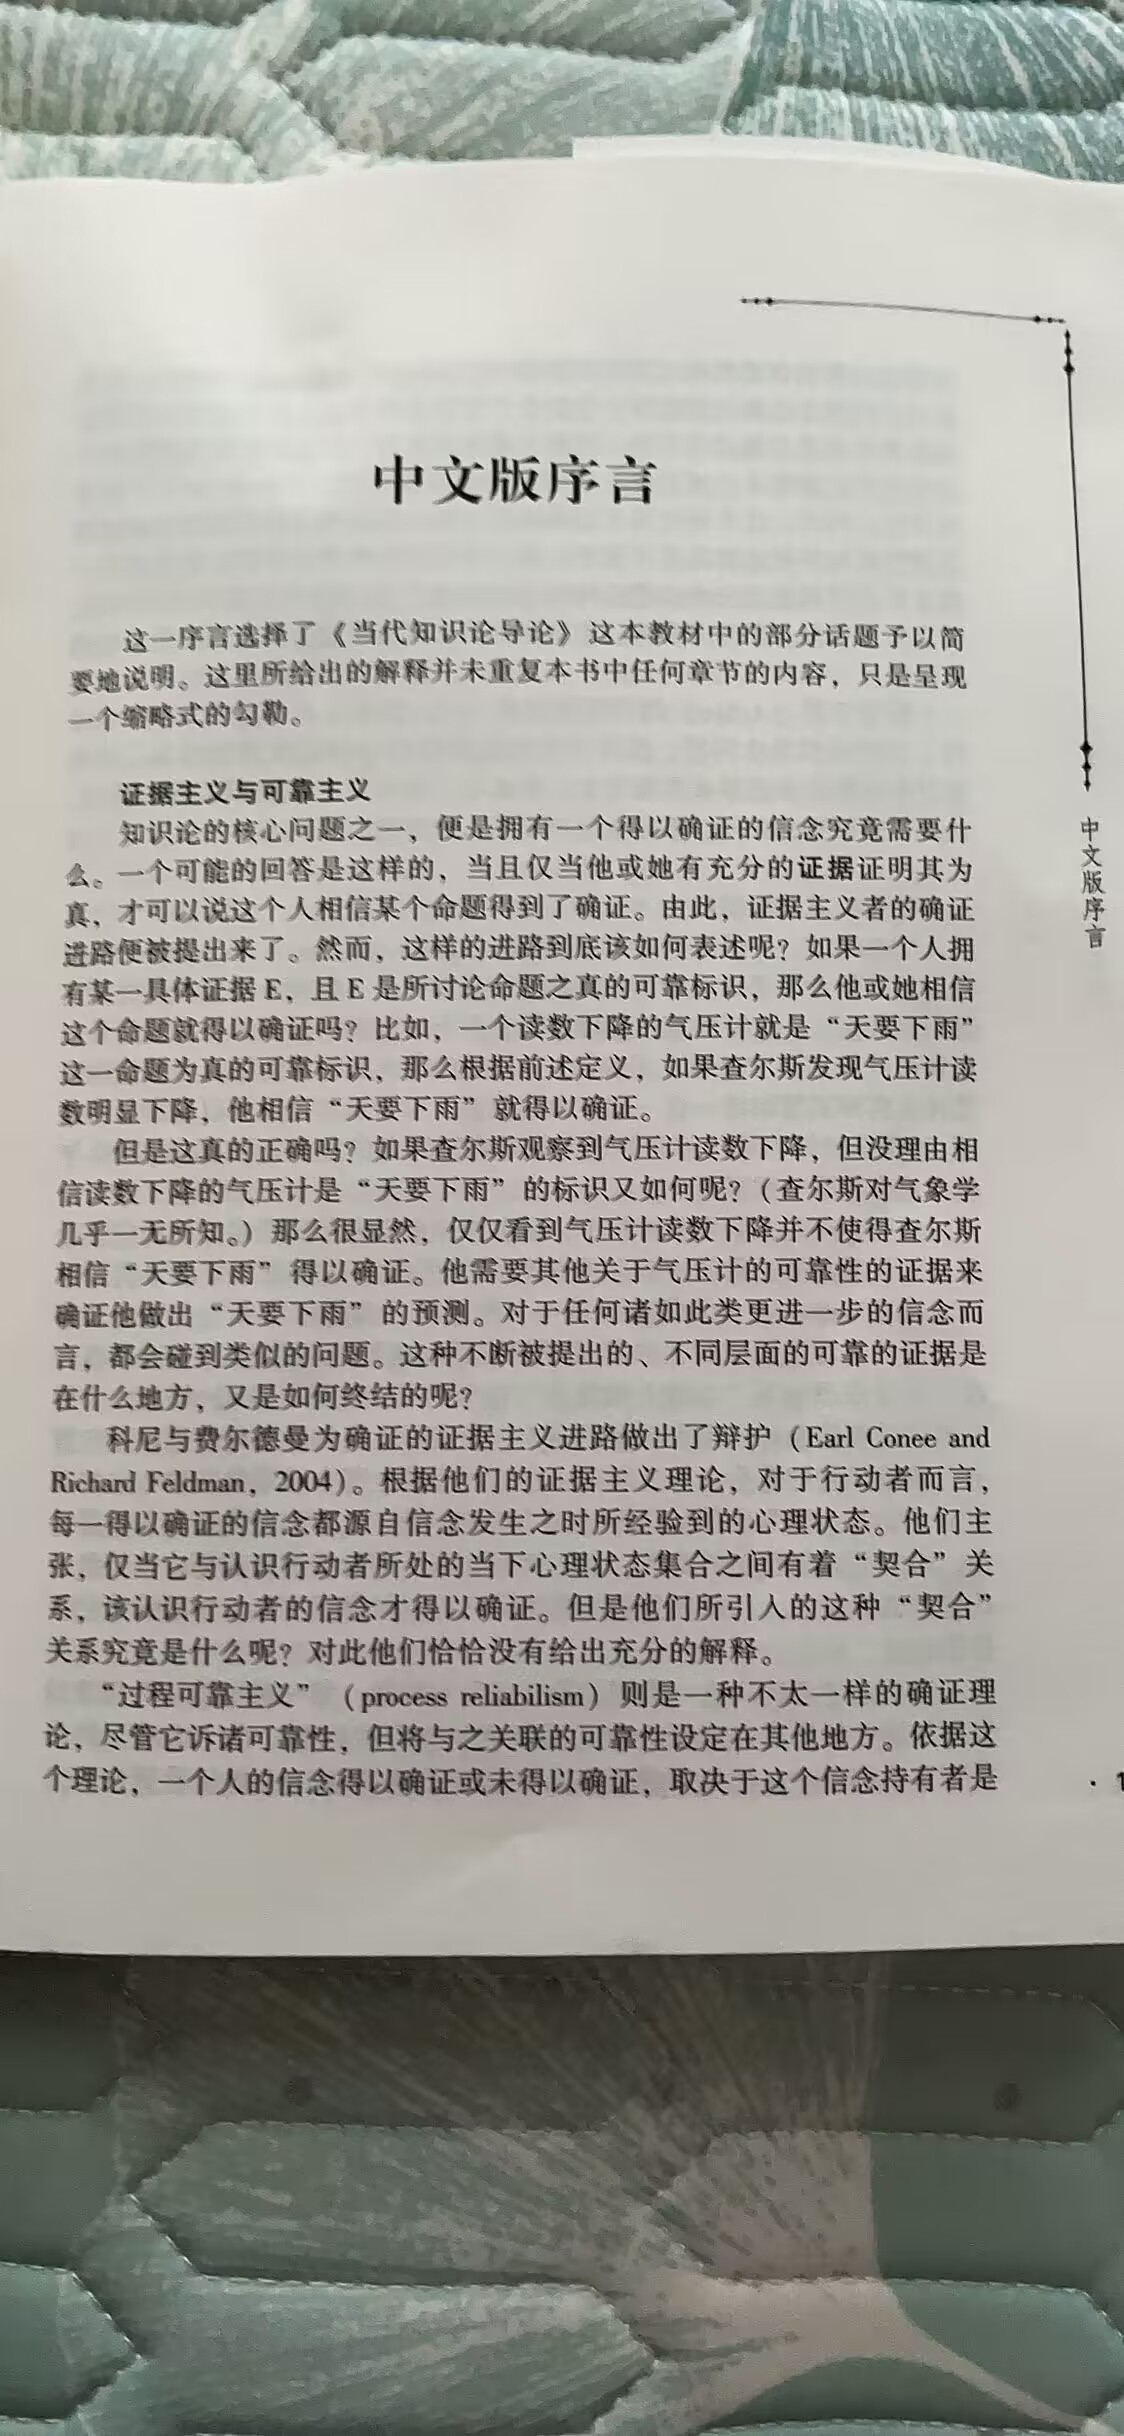 中文版序言
这一序言选择了《当代知识论导论》这本教材中的部分话题予以简
要地说明。这里所给出的解释并未重复本书中任何章节的内容，只是呈现
一个缩略式的勾勒。
证据主义与可靠主义
知识论的核心问题之一，便是拥有一个得以确证的信念究竟需要什
么。一个可能的回答是这样的，当且仅当他或她有充分的证据证明其为
真，才可以说这个人相信某个命题得到了确证。由此，证据主义者的确证
进路便被提出来了。然而，这样的进路到底该如何表述呢？如果一个人拥
有某一具体证据 E，且 E 是所讨论命题之真的可靠标识，那么他或她相信
这个命题就得以确证吗？比如，一个读数下降的气压计就是“天要下雨”
这一命题为真的可靠标识，那么根据前述定义，如果查尔斯发现气压计读
数明显下降，他相信“天要下雨”就得以确证。
但是这真的正确吗？如果查尔斯观察到气压计读数下降，但没理由相
信读数下降的气压计是“天要下雨”的标识又如何呢？（查尔斯对气象学
几乎一无所知。）那么很显然，仅仅看到气压计读数下降并不使得查尔斯
相信“天要下雨”得以确证。他需要其他关于气压计的可靠性的证据来
确证他做出“天要下雨”的预测。对于任何诸如此类更进一步的信念而
言，都会碰到类似的问题。这种不断被提出的、不同层面的可靠的证据是
在什么地方，又是如何终结的呢？
科尼与费尔德曼为确证的证据主义进路做出了辩护（Earl Conee and
Richard Feldman，2004）。根据他们的证据主义理论，对于行动者而言，
每一得以确证的信念都源自信念发生之时所经验到的心理状态。他们主
张，仅当它与认识行动者所处的当下心理状态集合之间有着“契合”关
系，该认识行动者的信念才得以确证。但是他们所引入的这种“契合”
关系究竟是什么呢？对此他们恰恰没有给出充分的解释。
“过程可靠主义”（process reliabilism）则是一种不太一样的确证理
论，尽管它诉诸可靠性，但将与之关联的可靠性设定在其他地方。依据这
个理论，一个人的信念得以确证或未得以确证，取决于这个信念持有者是
中文版序言
· 1